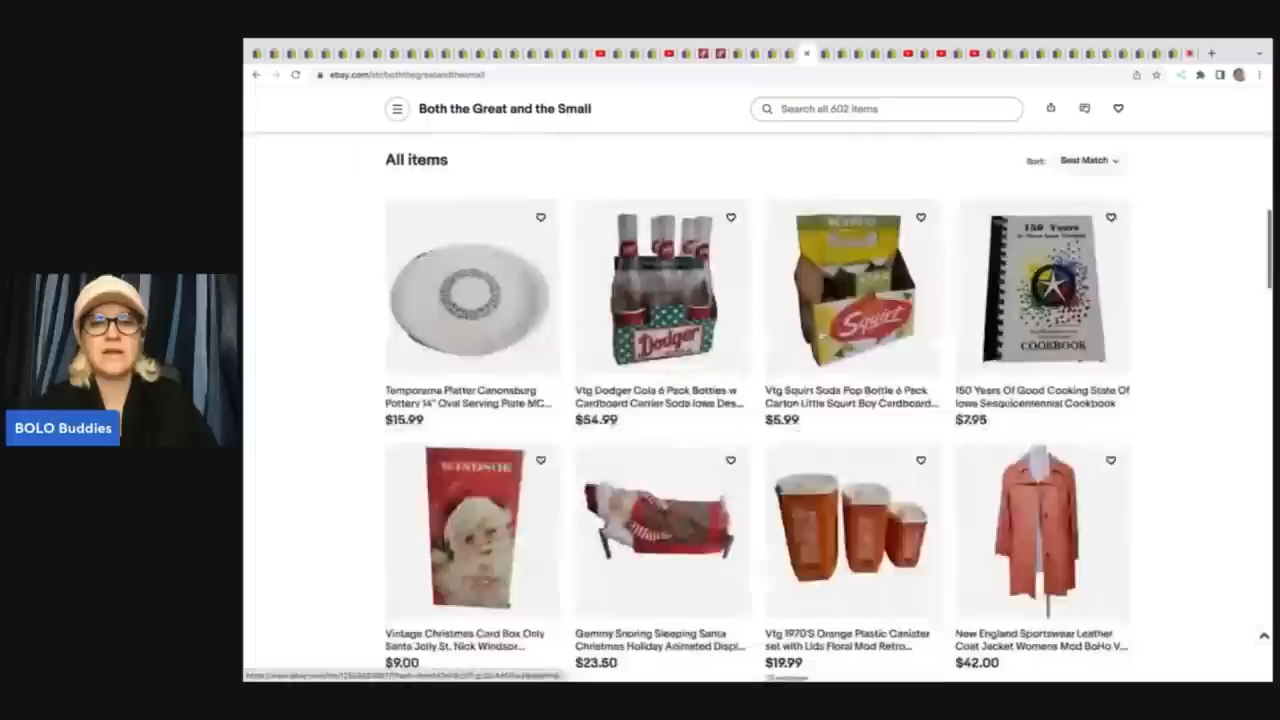 ebay.com/str/boththegreatandthesmall
Both the Great and the Small
Search all 602 items
All items
Sort: Best Match
150 Years
Dodger
Squirt
COOKBOOK
Temporama Platter Canonsburg
Pottery 14" Oval Serving Plate MC...
$15.99
Vtg Dodger Cola 6 Pack Bottles w
Cardboard Carrier Soda Iowa Des...
$54.99
Vtg Squirt Soda Pop Bottle 6 Pack
Carton Little Squirt Boy Cardboard...
$5.99
150 Years Of Good Cooking State Of
Iowa Sesquicentennial Cookbook
$7.95
BOLO Buddies
WINDSOR
Vintage Christmas Card Box Only
Santa Jolly St. Nick Windsor...
$9.00
Gemmy Snoring Sleeping Santa
Christmas Holiday Animated Displ...
$23.50
Vtg 1970'S Orange Plastic Canister
set with Lids Floral Mod Retro...
$19.99
New England Sportswear Leather
Coat Jacket Womens Mod BoHo V...
$42.00